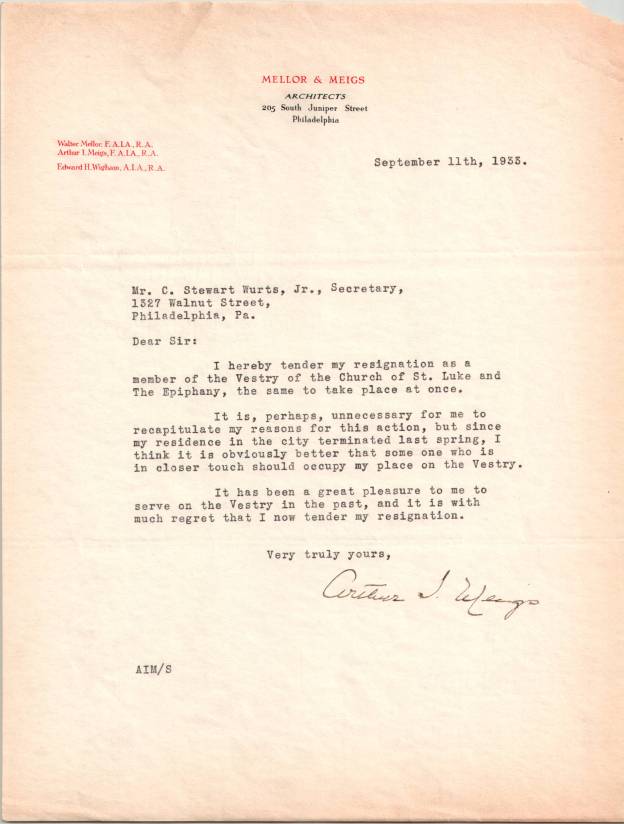 MELLOR & MEIGS
ARCHITECTS
205 South Juniper Street
Philadelphia
Walter Mellor, F. A.I.A., R.A.
Arthur I. Meigs, F. A.I.A., R.A.
Edward H. Wigham, A.I.A., R.A.
September 11th, 1933.
Mr. C. Stewart Wurts, Jr., Secretary,
1327 Walnut Street,
Philadelphia, Pa.
Dear Sir:
I hereby tender my resignation as a
member of the Vestry of the Church of St. Luke and
The Epiphany, the same to take place at once.
It is, perhaps, unnecessary for me to
recapitulate my reasons for this action, but since
my residence in the city terminated last spring, I
think it is obviously better that some one who is
in closer touch should occupy my place on the Vestry.
It has been a great pleasure to me to
serve on the Vestry in the past, and it is with
much regret that I now tender my resignation.
Very truly yours,
Arthur I. Meigs
AIM/S